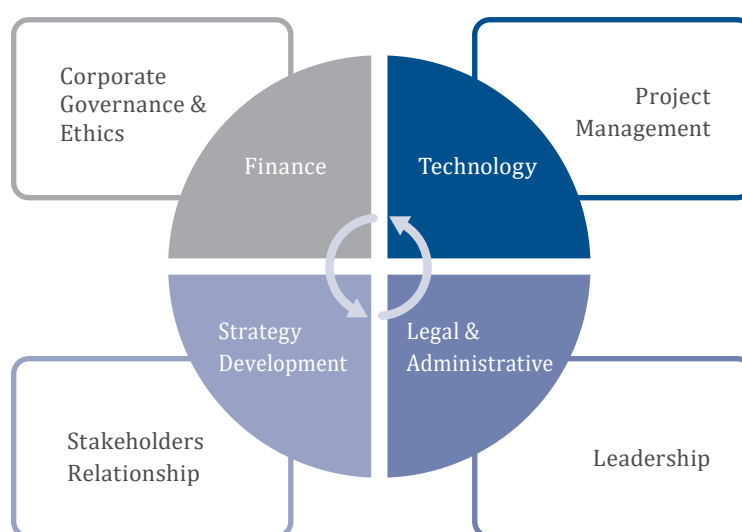 Corporate
Governance &
Ethics
Project
Management
Finance
Technology
Strategy
Development
Legal &
Administrative
Stakeholders
Relationship
Leadership